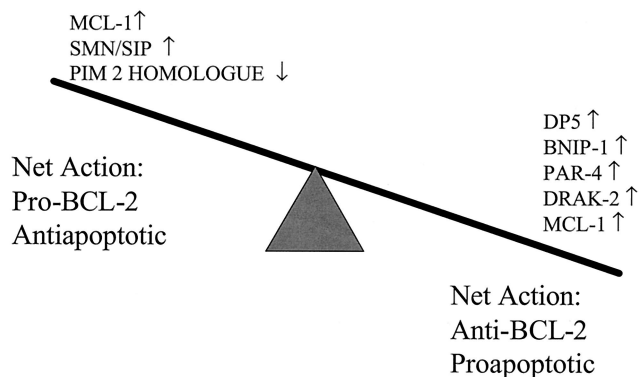 MCL-1↑
SMN/SIP ↑
PIM 2 HOMOLOGUE ↓
DP5 ↑
BNIP-1 ↑
PAR-4 ↑
DRAK-2 ↑
MCL-1 ↑
Net Action:
Pro-BCL-2
Antiapoptotic
Net Action:
Anti-BCL-2
Proapoptotic